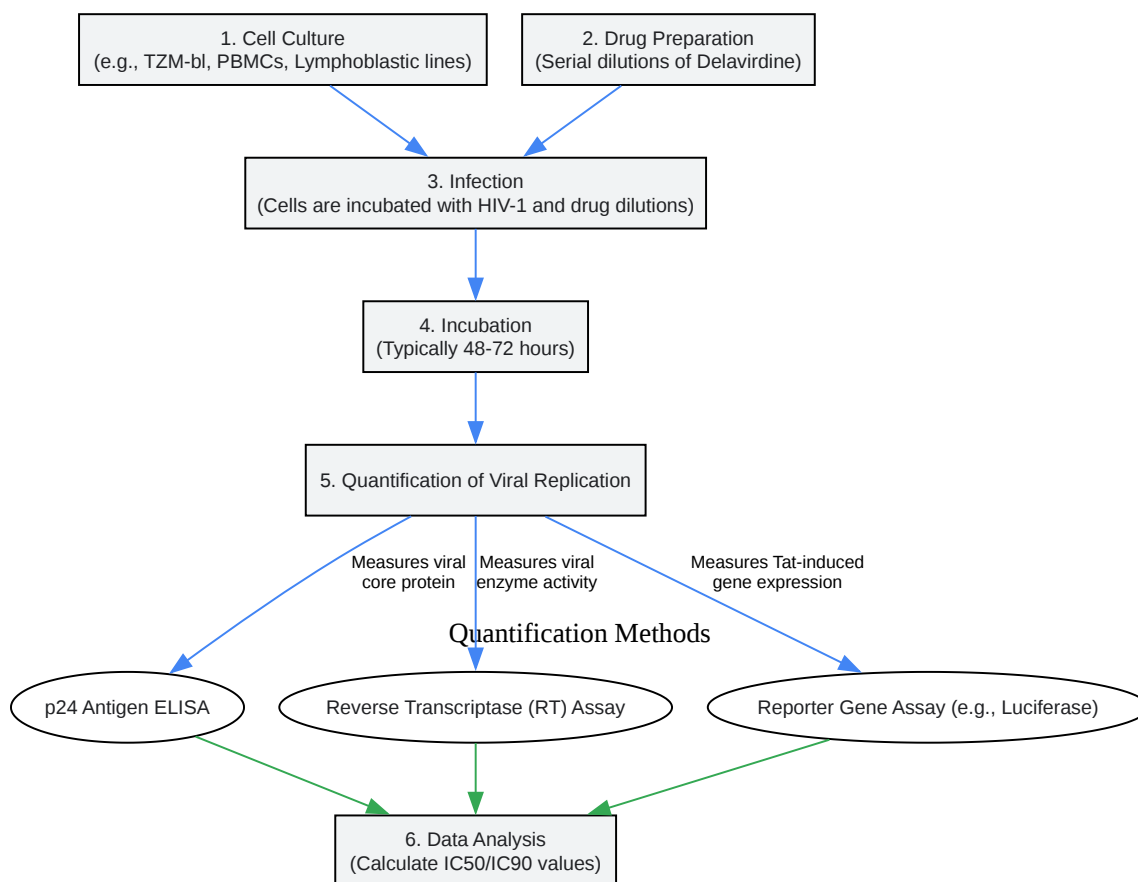 1. Cell Culture
(e.g., TZM-bl, PBMCs, Lymphoblastic lines)
2. Drug Preparation
(Serial dilutions of Delavirdine)
3. Infection
(Cells are incubated with HIV-1 and drug dilutions)
4. Incubation
(Typically 48-72 hours)
5. Quantification of Viral Replication
Measures viral
core protein
Measures viral
enzyme activity
Measures Tat-induced
gene expression
Quantification Methods
p24 Antigen ELISA
Reverse Transcriptase (RT) Assay
Reporter Gene Assay (e.g., Luciferase)
6. Data Analysis
(Calculate IC50/IC90 values)